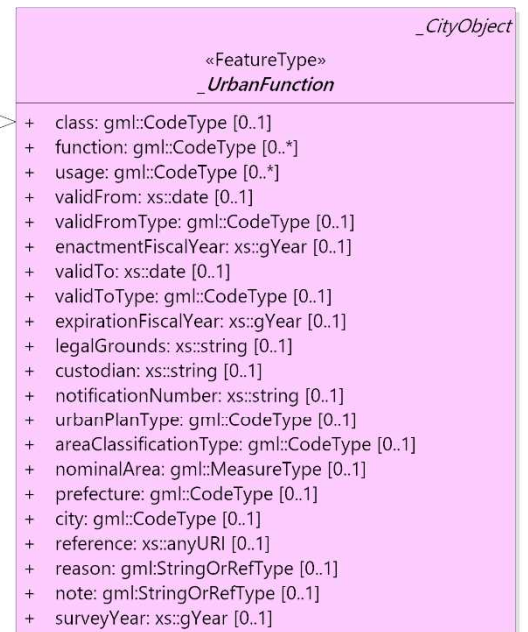 _CityObject
«FeatureType»
_UrbanFunction
+ class: gml::CodeType [0..1]
+ function: gml::CodeType [0..*]
+ usage: gml::CodeType [0..*]
+ validFrom: xs::date [0..1]
+ validFromType: gml::CodeType [0..1]
+ enactmentFiscalYear: xs::gYear [0..1]
+ validTo: xs::date [0..1]
+ validToType: gml::CodeType [0..1]
+ expirationFiscalYear: xs::gYear [0..1]
+ legalGrounds: xs::string [0..1]
+ custodian: xs::string [0..1]
+ notificationNumber: xs::string [0..1]
+ urbanPlanType: gml::CodeType [0..1]
+ areaClassificationType: gml::CodeType [0..1]
+ nominalArea: gml::MeasureType [0..1]
+ prefecture: gml::CodeType [0..1]
+ city: gml::CodeType [0..1]
+ reference: xs::anyURI [0..1]
+ reason: gml:StringOrRefType [0..1]
+ note: gml:StringOrRefType [0..1]
+ surveyYear: xs::gYear [0..1]